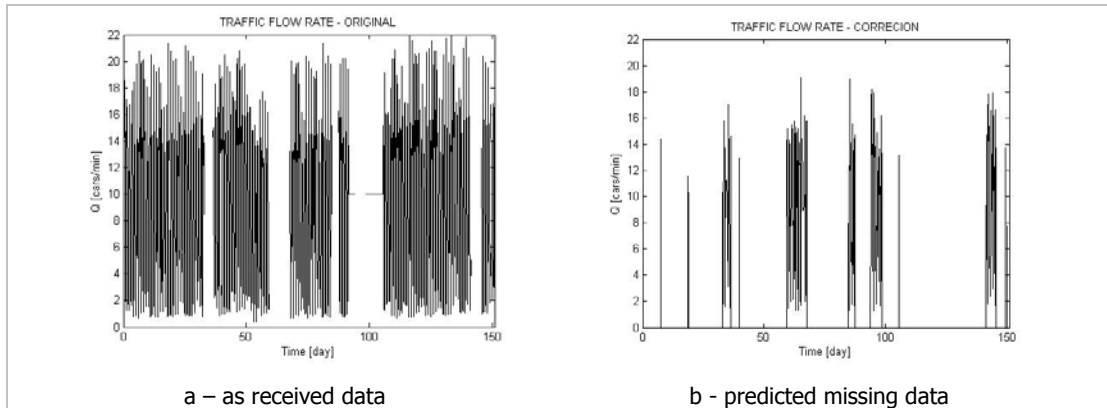 TRAFFIC FLOW RATE - ORIGINAL
22
20
18
16
14
12
10
8
6
4
2
0
Q [cars/min]
0 50 100 150
Time [day]
a – as received data
TRAFFIC FLOW RATE - CORRECION
22
20
18
16
14
12
10
8
6
4
2
0
Q [cars/min]
0 50 100 150
Time [day]
b - predicted missing data